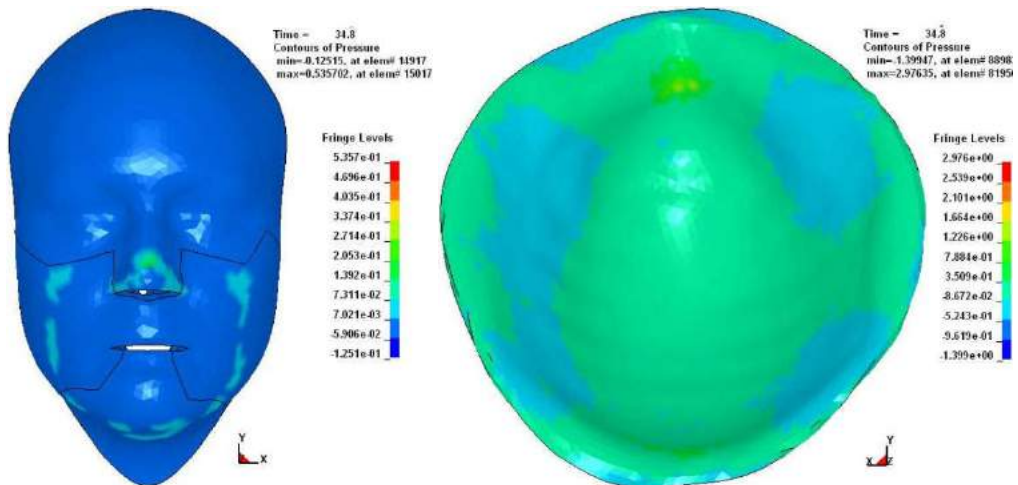 Time = 34.8
Contours of Pressure
min=-0.12515, at elem# 14917
max=0.535702, at elem# 15017
Fringe Levels
5.357e-01
4.696e-01
4.035e-01
3.374e-01
2.714e-01
2.053e-01
1.392e-01
7.311e-02
7.021e-03
-5.906e-02
-1.251e-01
Y
X
Time = 34.8
Contours of Pressure
min=-1.39947, at elem# 8898
max=2.97635, at elem# 8195
Fringe Levels
2.976e+00
2.539e+00
2.101e+00
1.664e+00
1.226e+00
7.884e-01
3.509e-01
-8.672e-02
-5.243e-01
-9.619e-01
-1.399e+00
Y
X Z